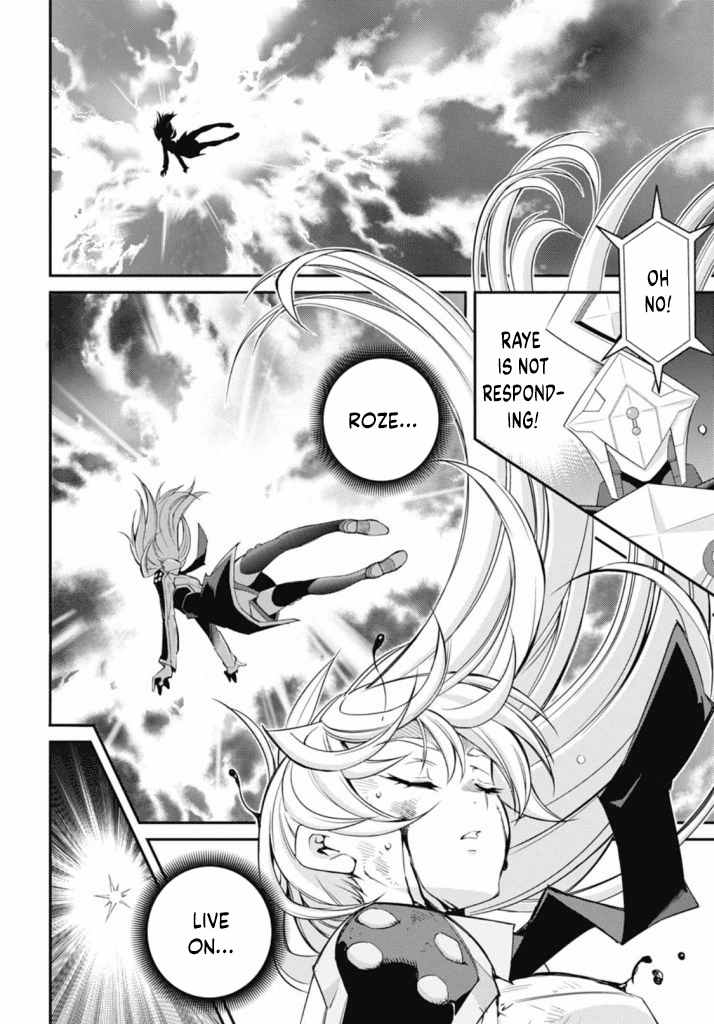 OH
NO!
RAYE
IS NOT
RESPOND-
ING!
ROZE...
LIVE
ON...